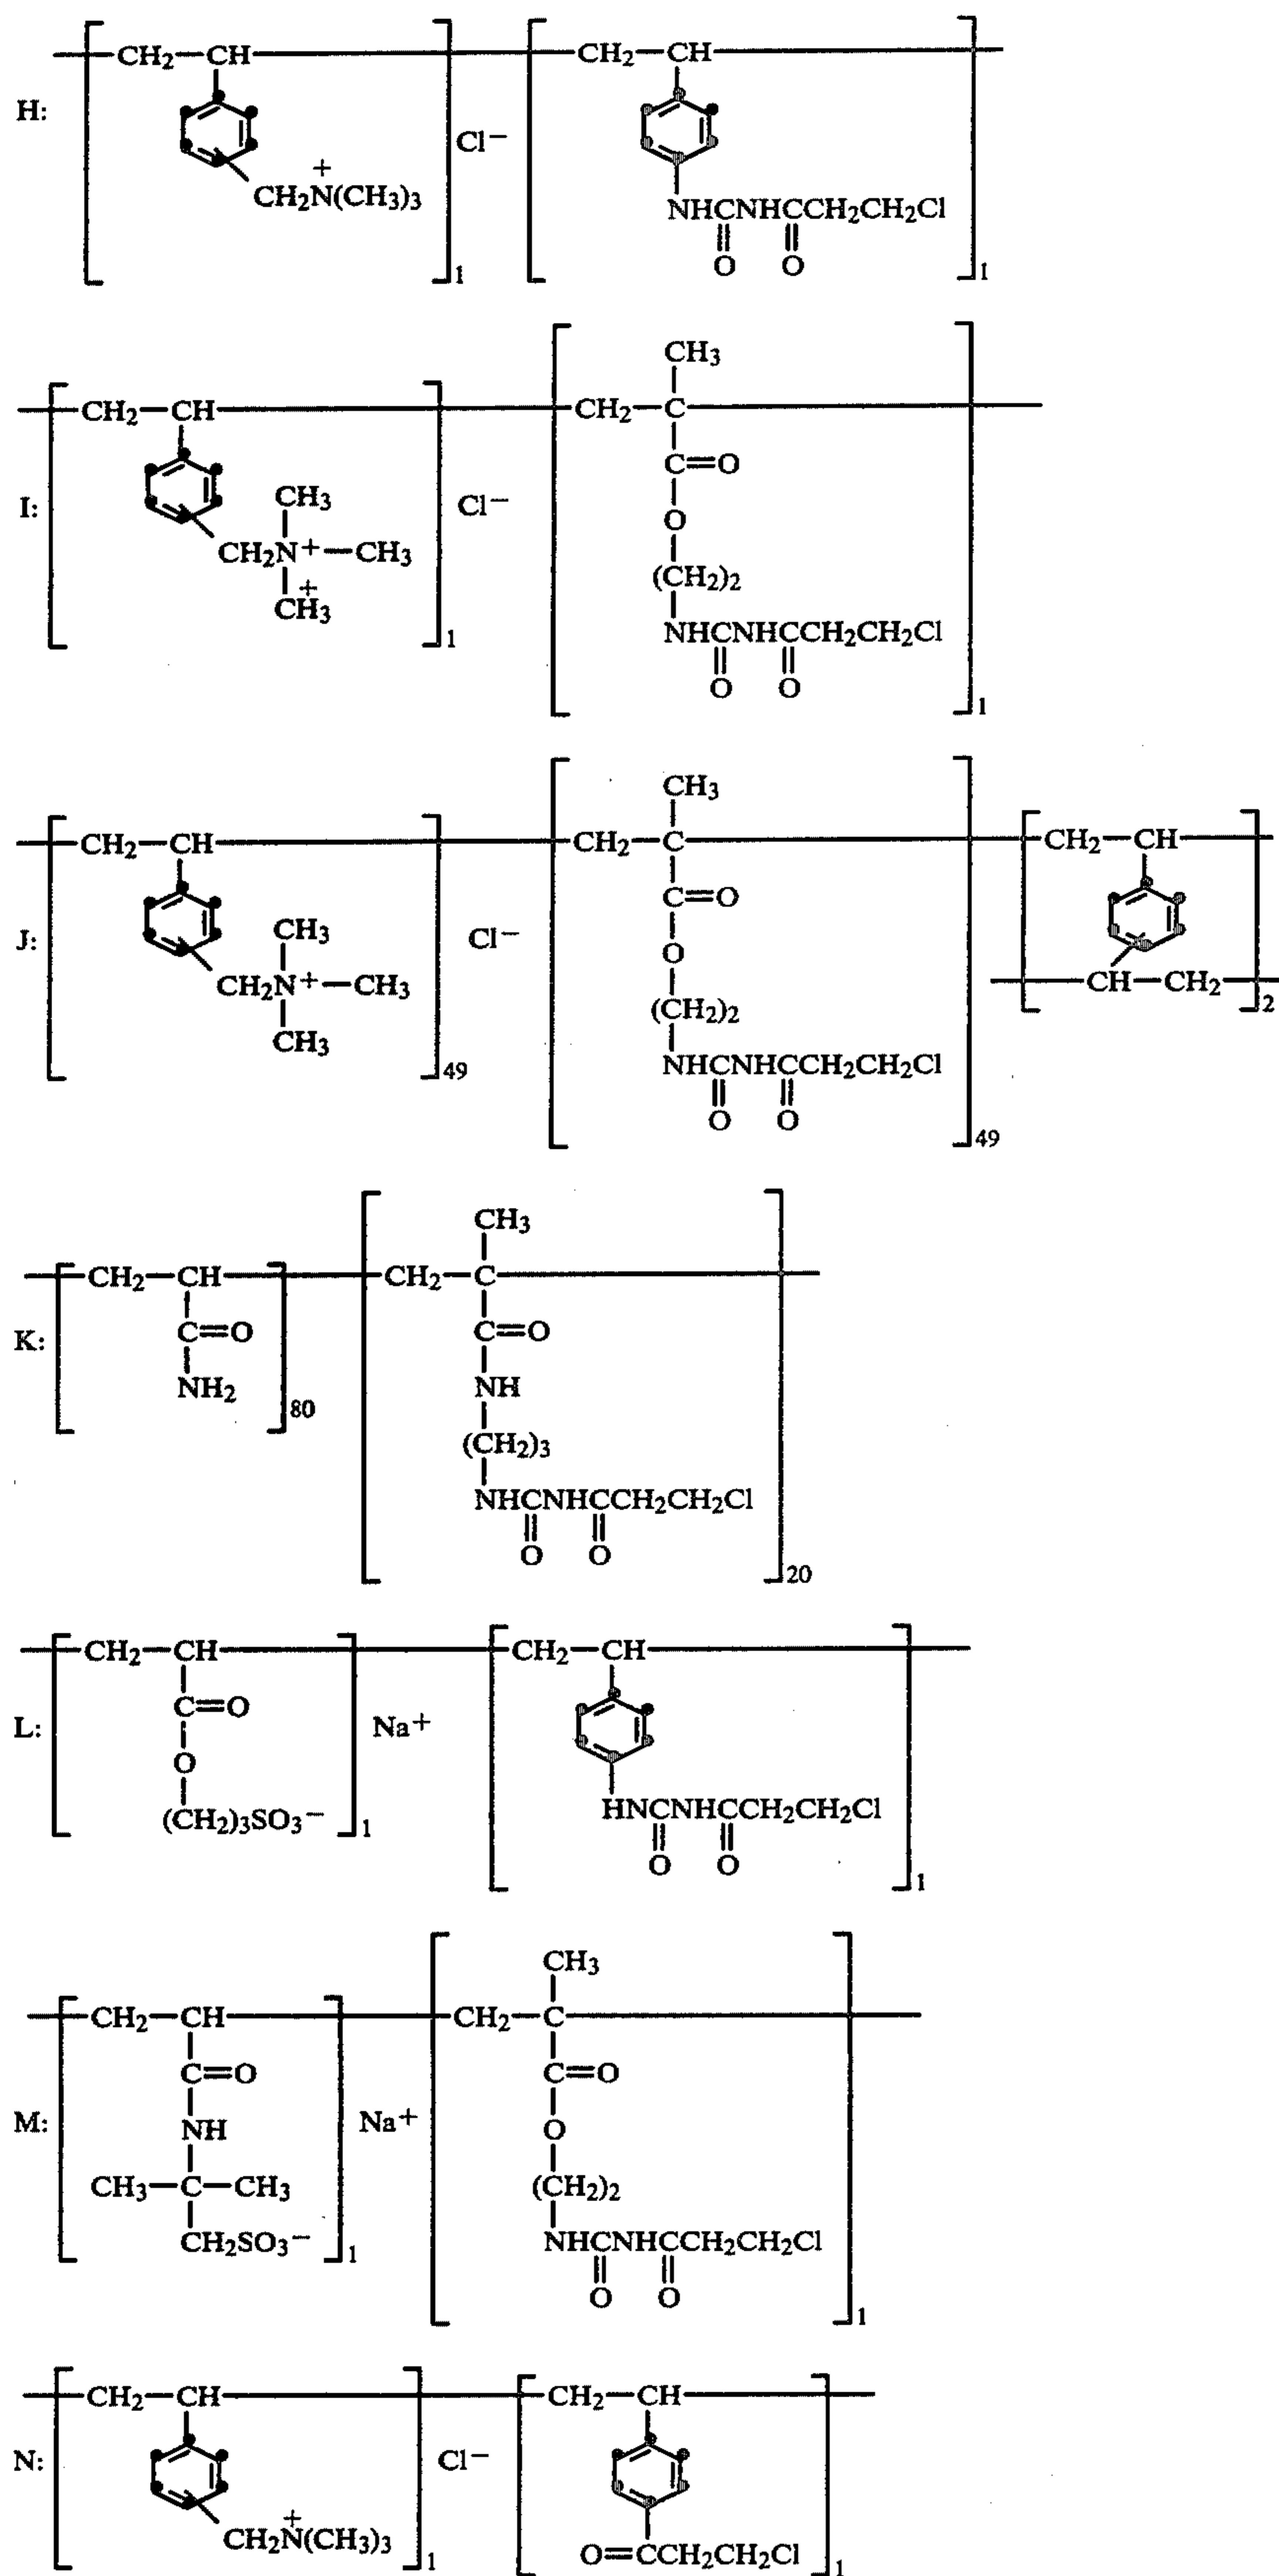 CH2—CH CH2—CH
H: Cl−
+
CH2N(CH3)3 NHCNHCCH2CH2Cl
O O
1 1
CH3
CH2—CH CH2—C
C=O
I: CH3 Cl− O
CH2N+—CH3 (CH2)2
+
CH3 NHCNHCCH2CH2Cl
1 O O
1
CH3
CH2—CH CH2—C CH2—CH
C=O
J: CH3 Cl− O
CH2N+—CH3 (CH2)2 CH—CH2
2
CH3 NHCNHCCH2CH2Cl
49 O O
49
CH3
CH2—CH CH2—C
K: C=O C=O
NH2 NH
80
(CH2)3
NHCNHCCH2CH2Cl
O O
20
CH2—CH CH2—CH
C=O
L: Na+
O
(CH2)3SO3− HNCNHCCH2CH2Cl
1
O O
1
CH3
CH2—CH CH2—C
C=O C=O
M: NH Na+ O
CH3—C—CH3 (CH2)2
CH2SO3− NHCNHCCH2CH2Cl
1
O O
1
CH2—CH CH2—CH
N: Cl−
+
CH2N(CH3)3 O=CCH2CH2Cl
1 1